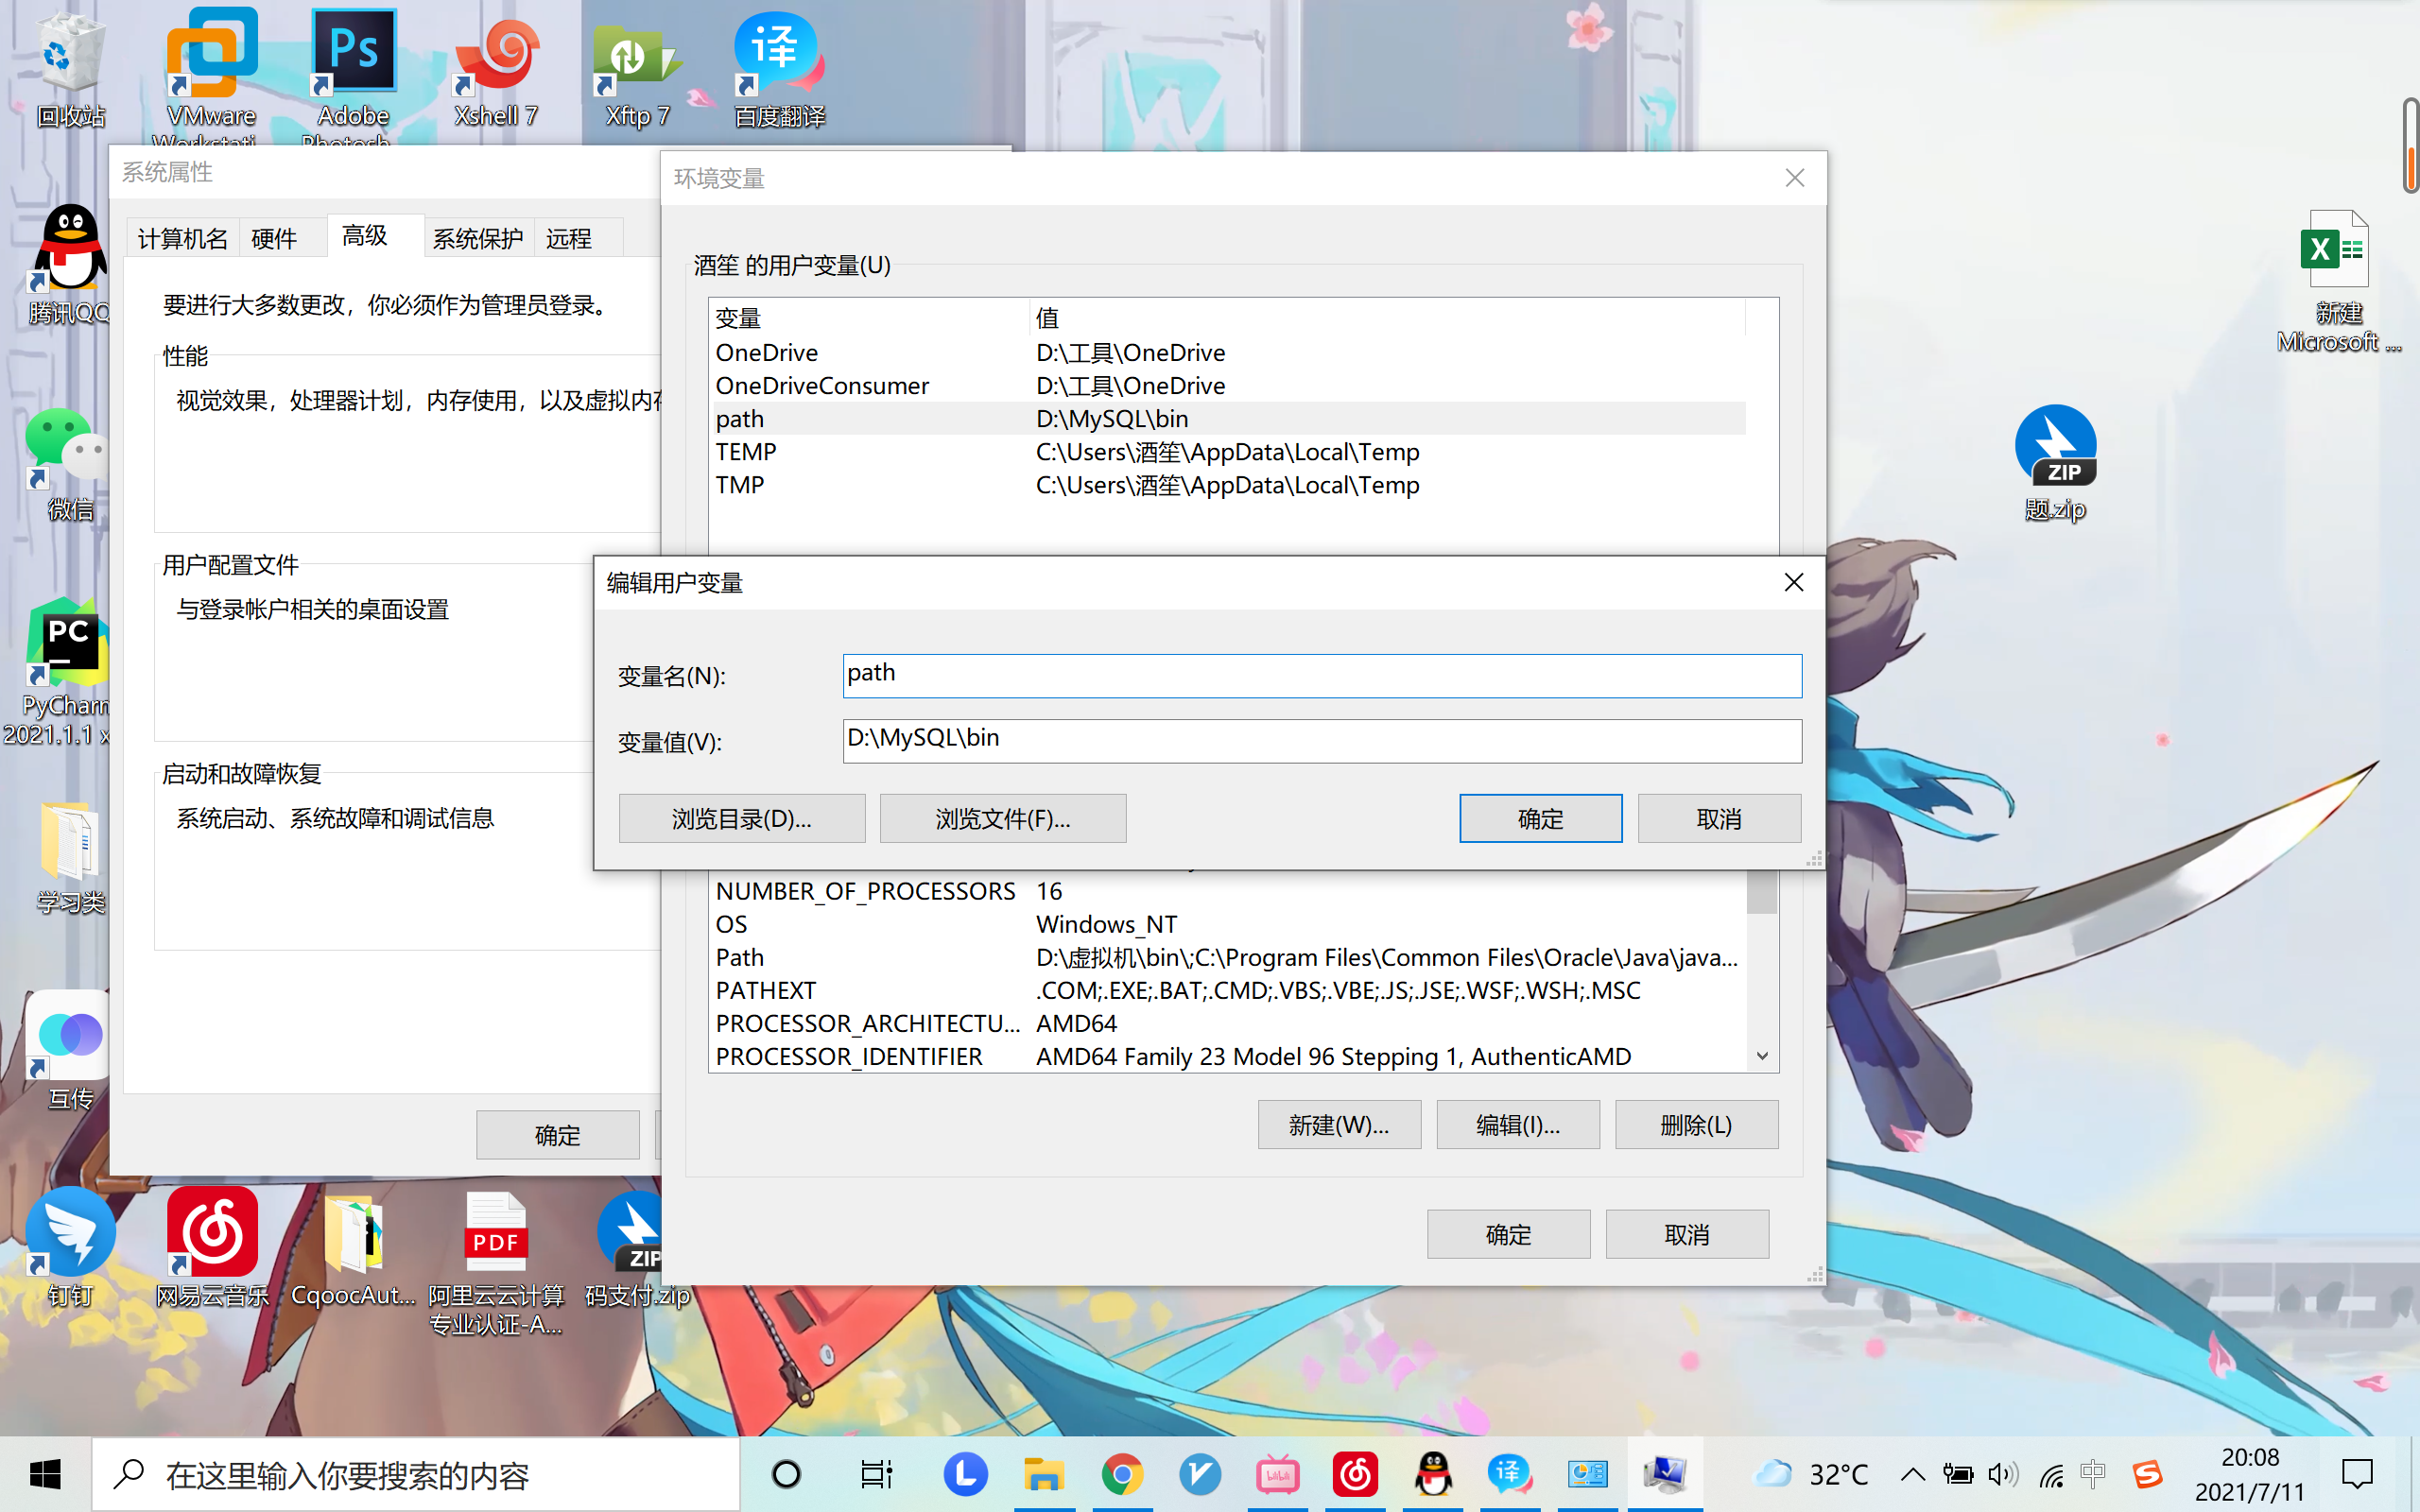 回收站
VMware
Workstati
Adobe
Photosh
Xshell 7
Xftp 7
译
百度翻译
Ps
腾讯QQ
微信
PC
PyCharm
2021.1.1 x
学习类
互传
钉钉
网易云音乐
CqoocAut...
PDF
阿里云云计算
专业认证-A...
ZIP
码支付.zip
X
新建
Microsoft ...
ZIP
题.zip
系统属性
计算机名
硬件
高级
系统保护
远程
要进行大多数更改，你必须作为管理员登录。
性能
视觉效果，处理器计划，内存使用，以及虚拟内存
用户配置文件
与登录帐户相关的桌面设置
启动和故障恢复
系统启动、系统故障和调试信息
确定
环境变量
酒笙 的用户变量(U)
变量 值
OneDrive D:\工具\OneDrive
OneDriveConsumer D:\工具\OneDrive
path D:\MySQL\bin
TEMP C:\Users\酒笙\AppData\Local\Temp
TMP C:\Users\酒笙\AppData\Local\Temp
编辑用户变量
变量名(N): path
变量值(V): D:\MySQL\bin
浏览目录(D)... 浏览文件(F)... 确定 取消
NUMBER_OF_PROCESSORS 16
OS Windows_NT
Path D:\虚拟机\bin\;C:\Program Files\Common Files\Oracle\Java\java...
PATHEXT .COM;.EXE;.BAT;.CMD;.VBS;.VBE;.JS;.JSE;.WSF;.WSH;.MSC
PROCESSOR_ARCHITECTU... AMD64
PROCESSOR_IDENTIFIER AMD64 Family 23 Model 96 Stepping 1, AuthenticAMD
新建(W)... 编辑(I)... 删除(L)
确定 取消
在这里输入你要搜索的内容
译
32°C
中
20:08
2021/7/11